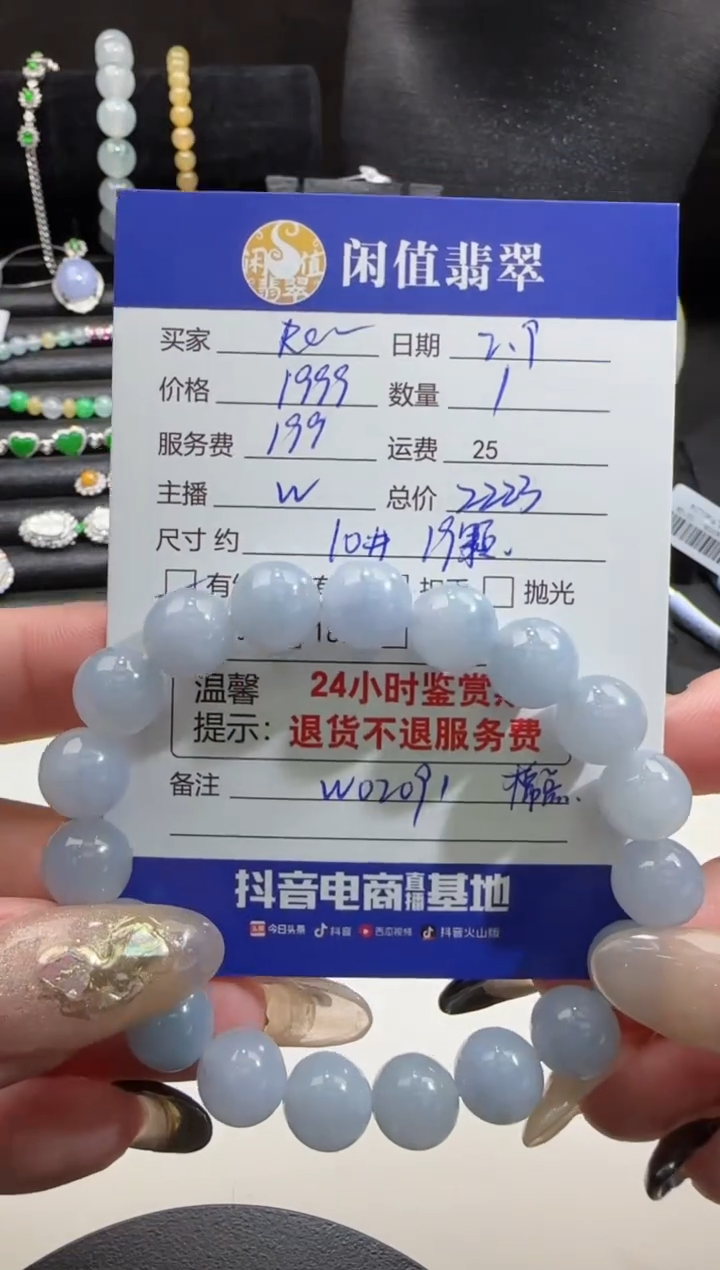 闲值翡翠
闲值翡翠
买家 Ren 日期 2.9
价格 1999 数量 1
服务费 199 运费 25
主播 W 总价 2223
尺寸 约 10# 19颗.
抛光
温馨 24小时鉴赏
提示: 退货不退服务费
备注 W02091
抖音电商直播基地
头条 今日头条 抖音 西瓜视频 抖音火山版